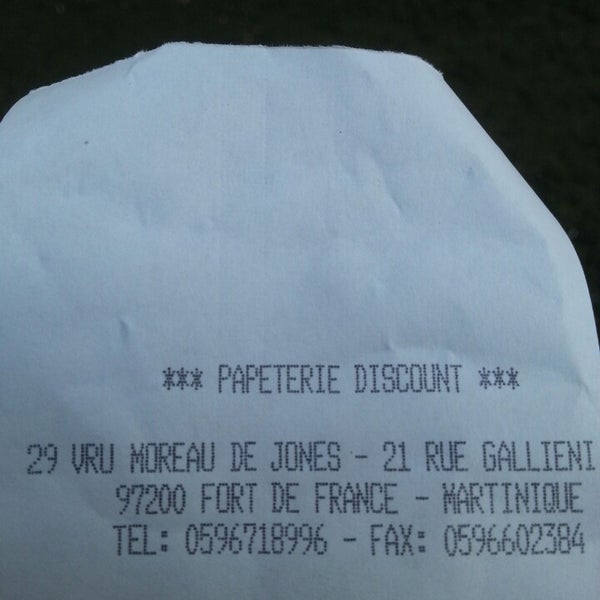 *** PAPETERIE DISCOUNT ***
29 VRU MOREAU DE JONES - 21 RUE GALLIENI
97200 FORT DE FRANCE - MARTINIQUE
TEL: 0596718996 - FAX: 0596602384